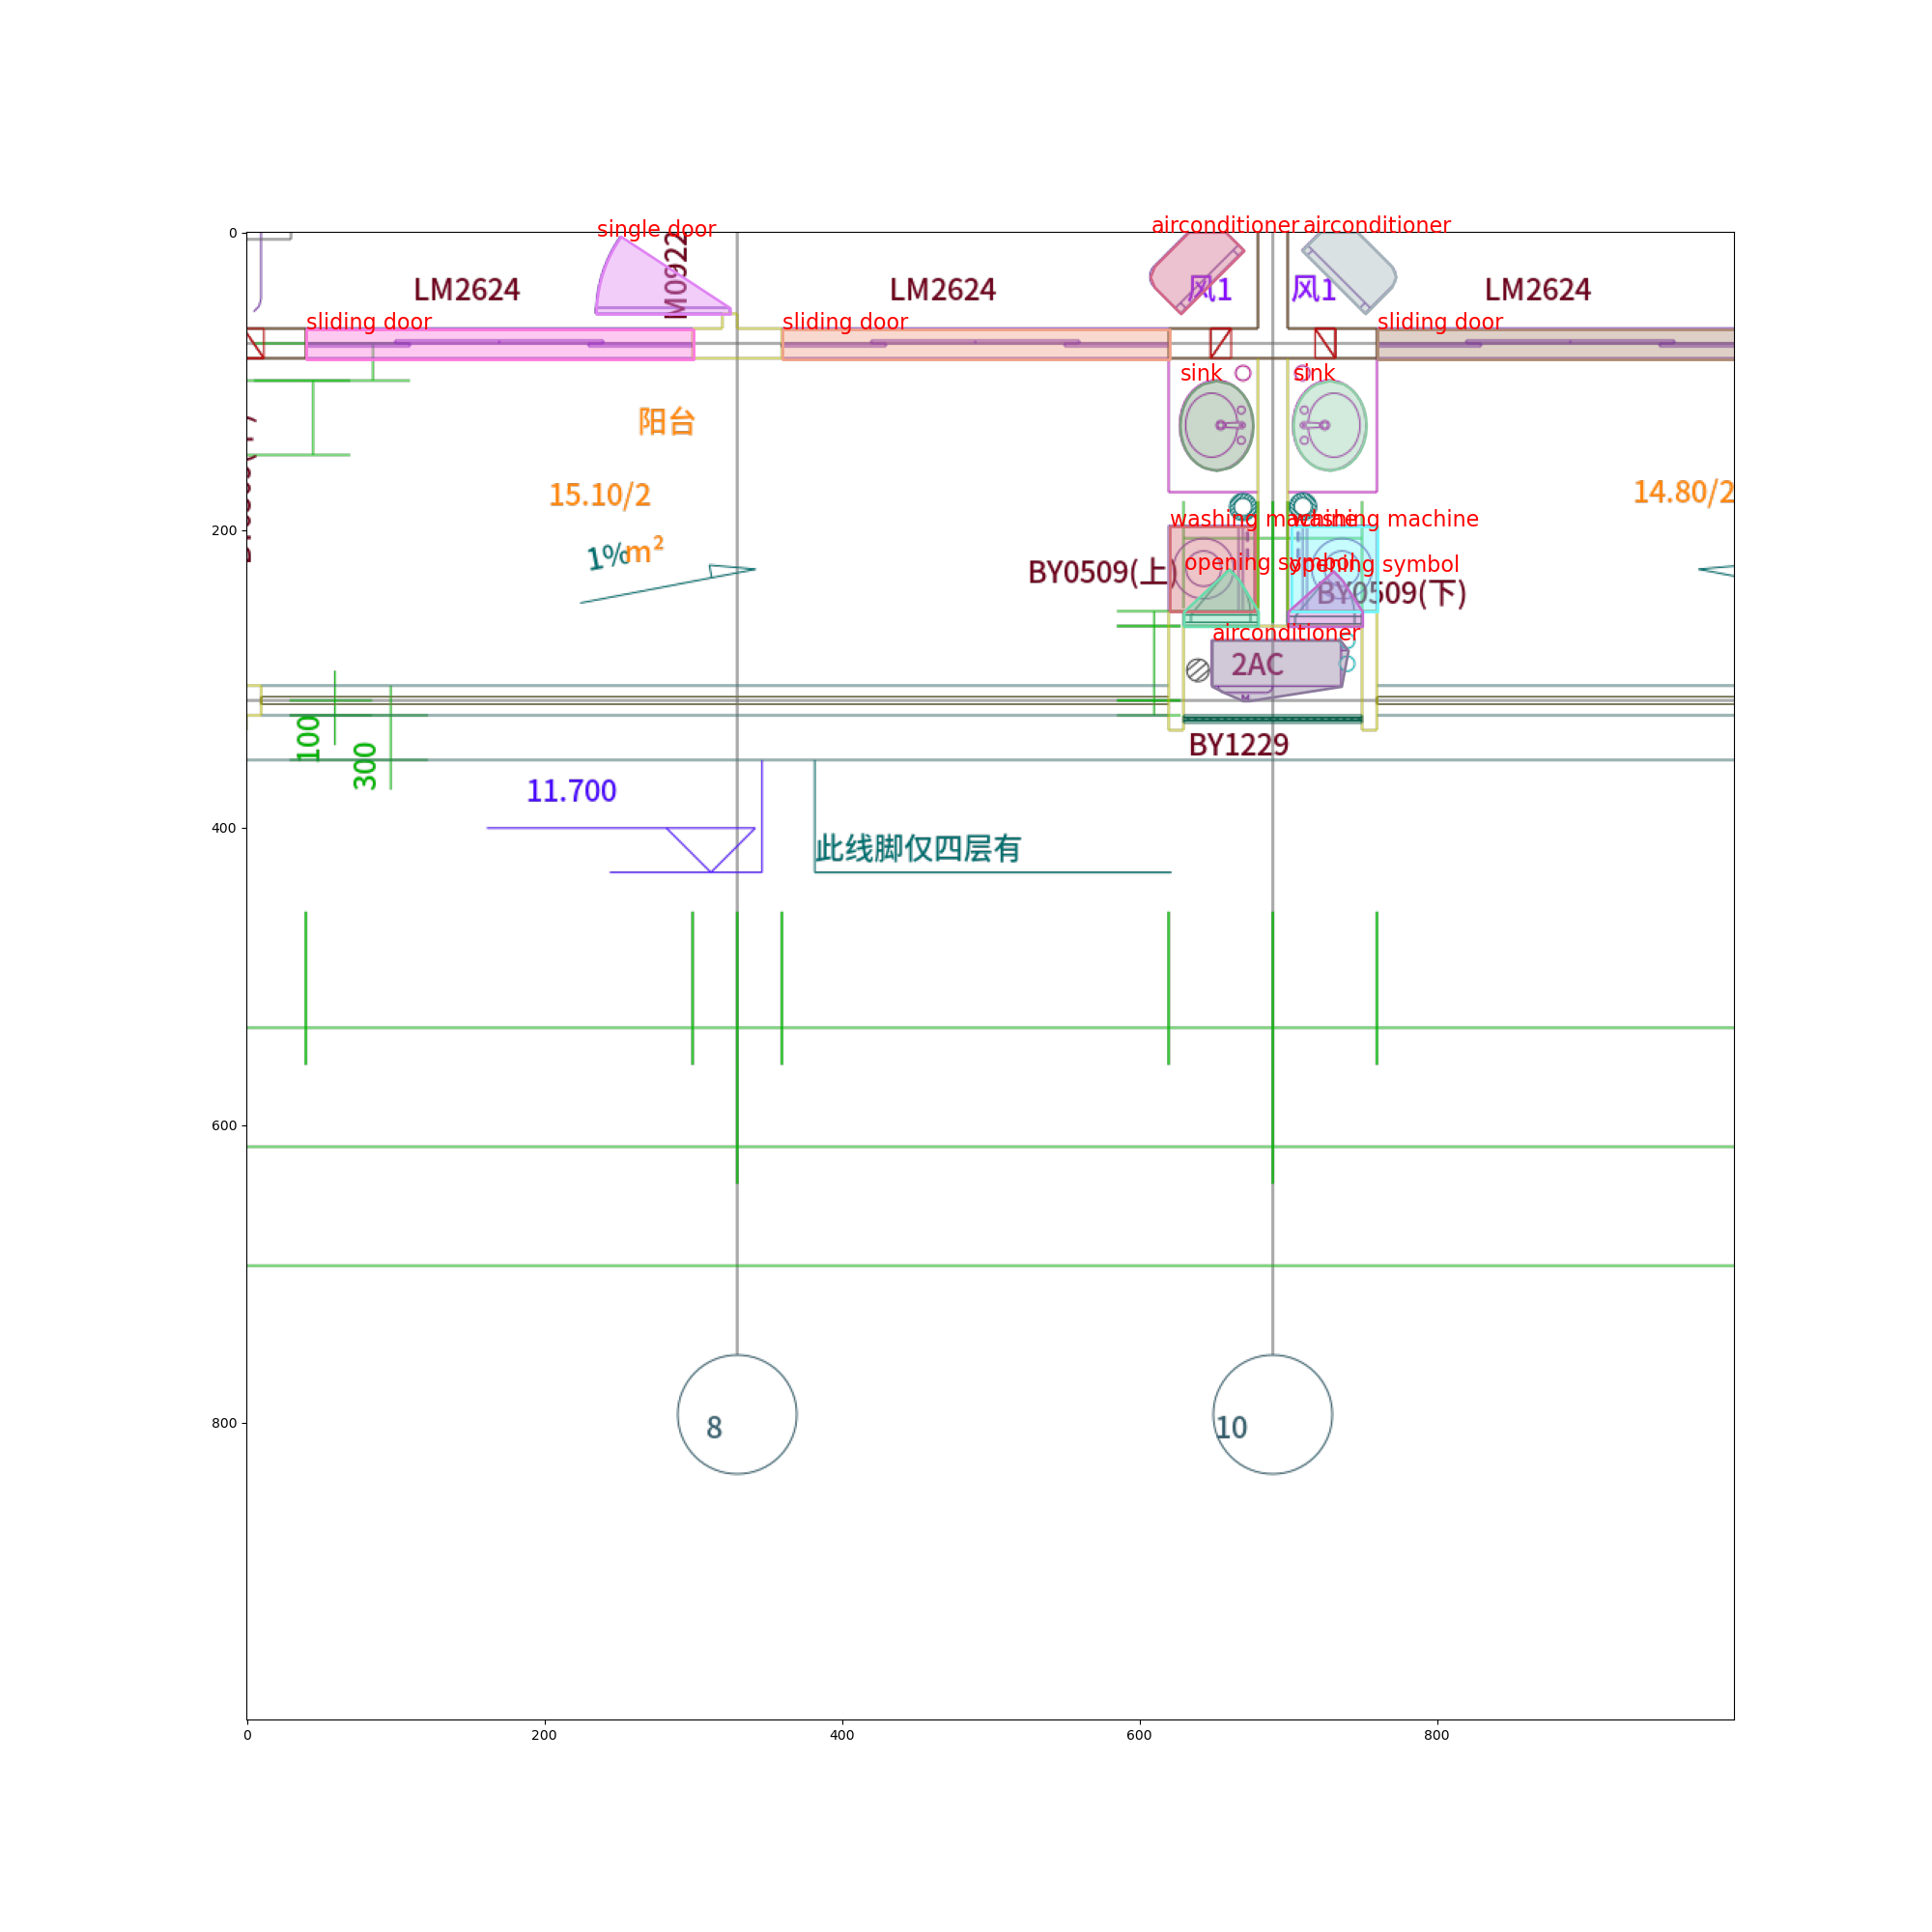 single door
airconditioner
airconditioner
0
M0922
LM2624
LM2624
风1
风1
LM2624
sliding door
sliding door
sliding door
sink
sink
阳台
15.10/2
14.80/2
200
washing machine
washing machine
1%
m²
opening symbol
opening symbol
BY0509(上)
BY0509(下)
airconditioner
2AC
100
300
BY1229
11.700
400
此线脚仅四层有
600
8
10
800
0
200
400
600
800